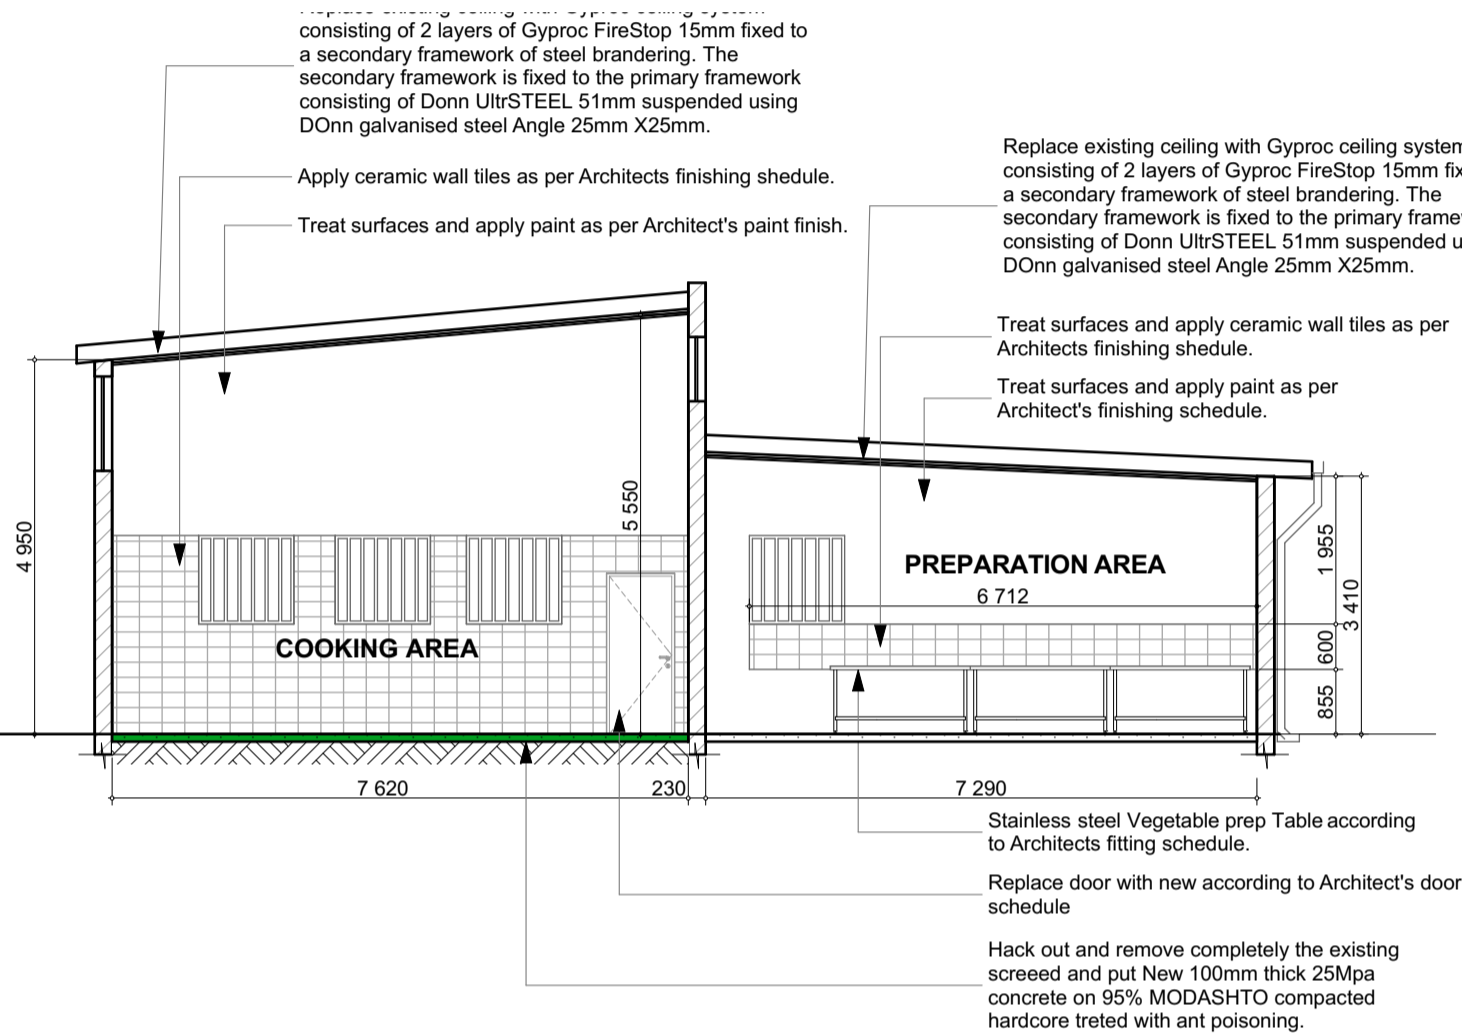 consisting of 2 layers of Gyproc FireStop 15mm fixed to
a secondary framework of steel brandering. The
secondary framework is fixed to the primary framework
consisting of Donn UltrSTEEL 51mm suspended using
DOnn galvanised steel Angle 25mm X25mm.
Apply ceramic wall tiles as per Architects finishing shedule.
Treat surfaces and apply paint as per Architect's paint finish.
Replace existing ceiling with Gyproc ceiling system
consisting of 2 layers of Gyproc FireStop 15mm
a secondary framework of steel brandering. The
secondary framework is fixed to the primary
consisting of Donn UltrSTEEL 51mm suspended
DOnn galvanised steel Angle 25mm X25mm.
Treat surfaces and apply ceramic wall tiles as per
Architects finishing shedule.
Treat surfaces and apply paint as per
Architect's finishing schedule.
4 950
5 550
COOKING AREA
PREPARATION AREA
6 712
1 955
3 410
600
855
7 620
230
7 290
Stainless steel Vegetable prep Table according
to Architects fitting schedule.
Replace door with new according to Architect's door
schedule
Hack out and remove completely the existing
screeed and put New 100mm thick 25Mpa
concrete on 95% MODASHTO compacted
hardcore treted with ant poisoning.